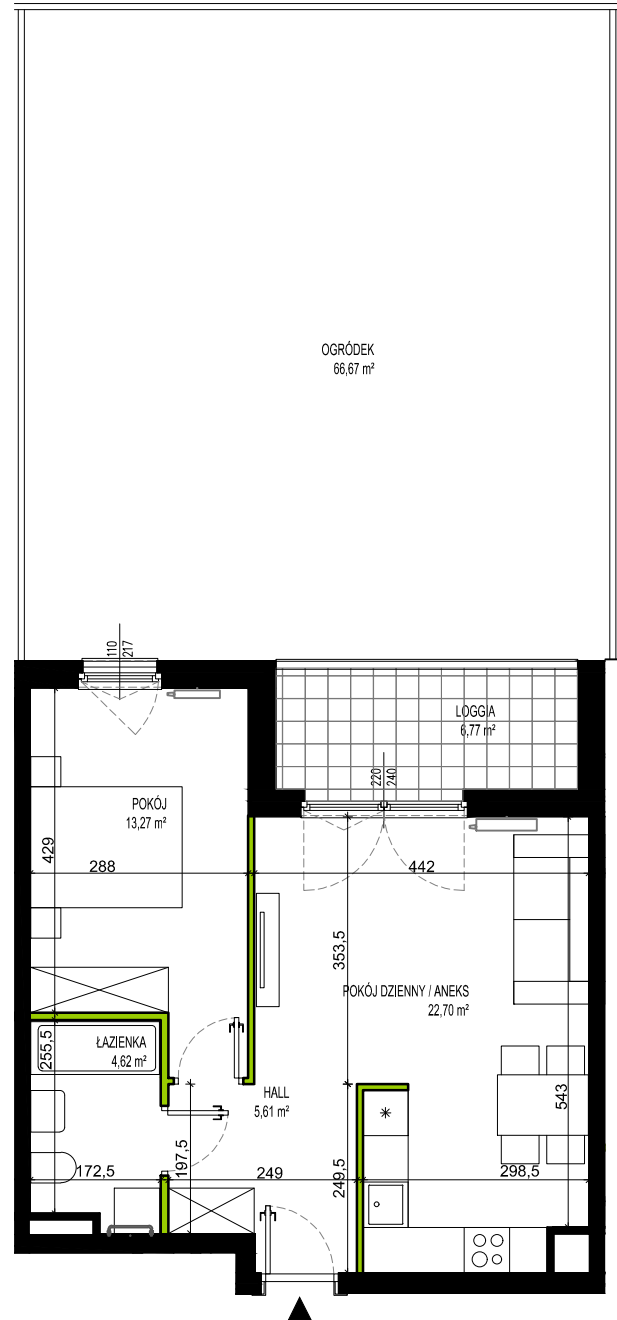 OGRÓDEK
66,67 m²
110
217
LOGGIA
6,77 m²
220
240
POKÓJ
13,27 m²
429
288
442
353,5
POKÓJ DZIENNY / ANEKS
22,70 m²
255,5
ŁAZIENKA
4,62 m²
HALL
5,61 m²
543
172,5
197,5
249
249,5
298,5